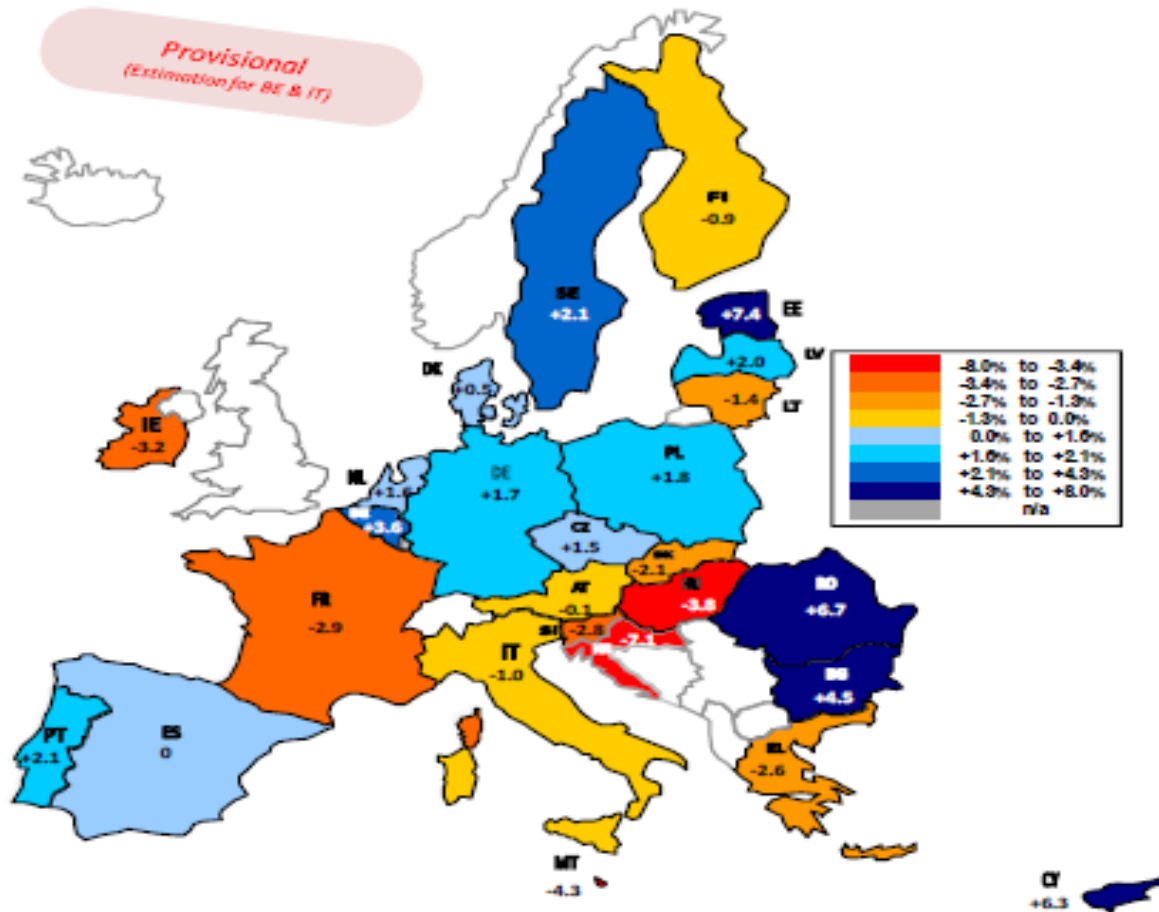 Provisional
(Estimation for BE & IT)
FI
-0.9
SE
+2.1
EE
+7.4
LV
+2.0
LT
-1.4
DK
+0.5
IE
-3.2
NL
+1.6
DE
+1.7
PL
+1.8
BE
+3.6
CZ
+1.5
SK
-2.1
FR
-2.9
AT
-0.1
-3.8
RO
+6.7
SI
-2.8
-7.1
IT
-1.0
BG
+4.5
PT
+2.1
ES
0
EL
-2.6
MT
-4.3
CY
+6.3
-8.0% to -3.4%
-3.4% to -2.7%
-2.7% to -1.3%
-1.3% to 0.0%
0.0% to +1.6%
+1.6% to +2.1%
+2.1% to +4.3%
+4.3% to +8.0%
n/a